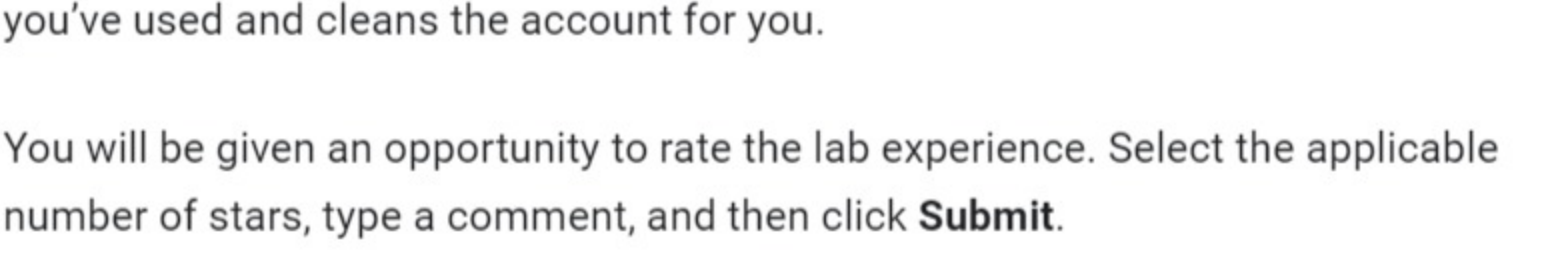 you’ve used and cleans the account for you.
You will be given an opportunity to rate the lab experience. Select the applicable
number of stars, type a comment, and then click Submit.